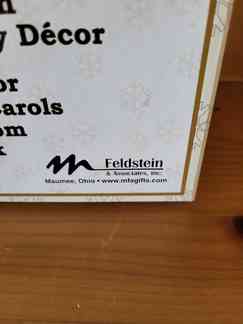 y Décor
or
arols
om
k
m Feldstein
& Associates, Inc.
Maumee, Ohio • www.mfagifts.com